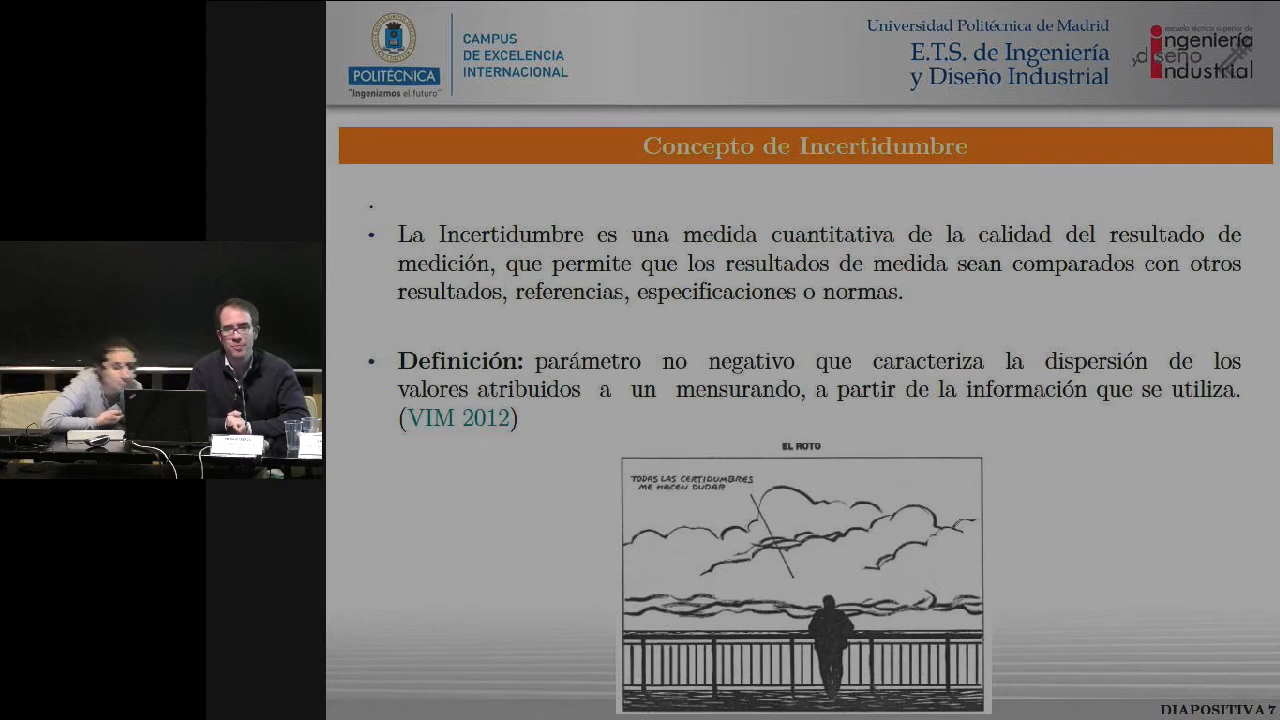 POLITÉCNICA
"Ingeniamos el futuro"
CAMPUS
DE EXCELENCIA
INTERNACIONAL
Universidad Politécnica de Madrid
E.T.S. de Ingeniería
y Diseño Industrial
escuela técnica superior de
ingeniería
y diseño
industrial
Concepto de Incertidumbre
.
• La Incertidumbre es una medida cuantitativa de la calidad del resultado de
medición, que permite que los resultados de medida sean comparados con otros
resultados, referencias, especificaciones o normas.
• Definición: parámetro no negativo que caracteriza la dispersión de los
valores atribuidos a un mensurando, a partir de la información que se utiliza.
(VIM 2012)
EL ROTO
TODAS LAS CERTIDUMBRES
ME HACEN DUDAR
DIAPOSITIVA 7